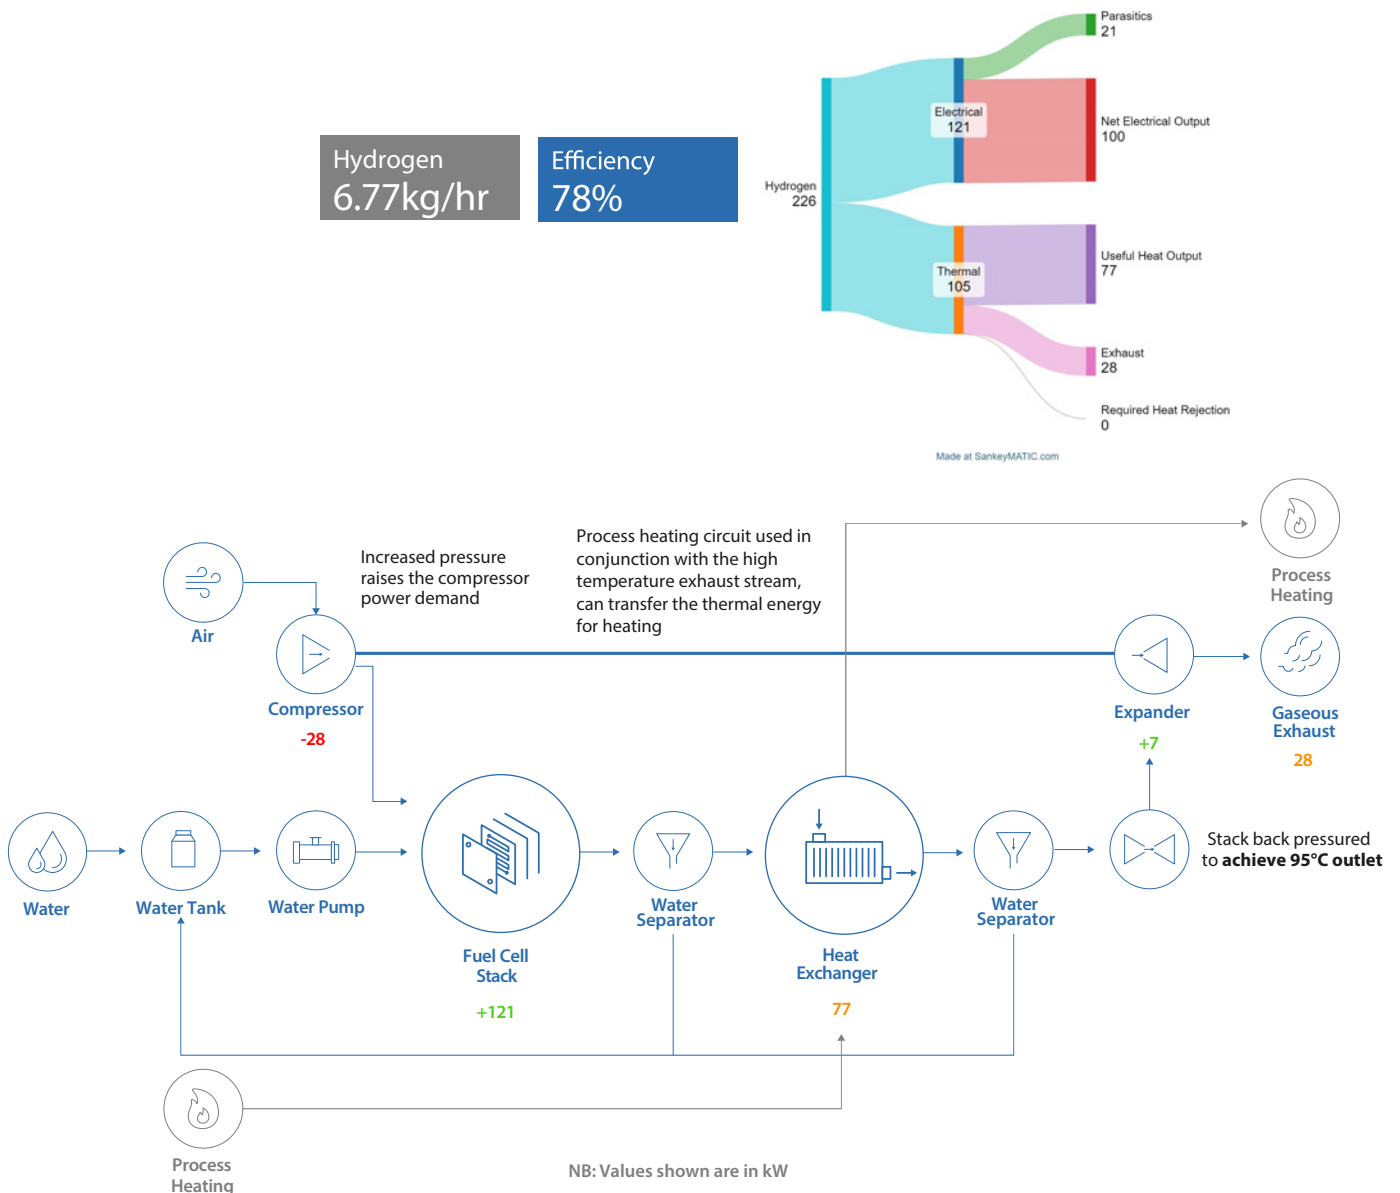 Hydrogen
6.77kg/hr
Efficiency
78%
Parasitics
21
Electrical
121
Net Electrical Output
100
Hydrogen
226
Useful Heat Output
77
Thermal
105
Exhaust
28
Required Heat Rejection
0
Made at SankeyMATIC.com
Air
Increased pressure
raises the compressor
power demand
Process heating circuit used in
conjunction with the high
temperature exhaust stream,
can transfer the thermal energy
for heating
Process
Heating
Compressor
-28
Expander
+7
Gaseous
Exhaust
28
Water
Water Tank
Water Pump
Fuel Cell
Stack
+121
Water
Separator
Heat
Exchanger
77
Water
Separator
Stack back pressured
to achieve 95°C outlet
Process
Heating
NB: Values shown are in kW